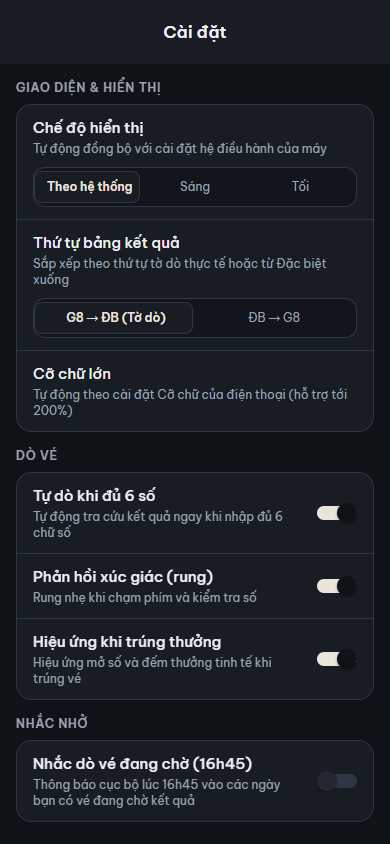 Cài đặt
GIAO DIỆN & HIỂN THỊ
Chế độ hiển thị
Tự động đồng bộ với cài đặt hệ điều hành của máy
Theo hệ thống Sáng Tối
Thứ tự bảng kết quả
Sắp xếp theo thứ tự tờ dò thực tế hoặc từ Đặc biệt
xuống
G8 → ĐB (Tờ dò) ĐB → G8
Cỡ chữ lớn
Tự động theo cài đặt Cỡ chữ của điện thoại (hỗ trợ tới
200%)
DÒ VÉ
Tự dò khi đủ 6 số
Tự động tra cứu kết quả ngay khi nhập đủ 6
chữ số
Phản hồi xúc giác (rung)
Rung nhẹ khi chạm phím và kiểm tra số
Hiệu ứng khi trúng thưởng
Hiệu ứng mở số và đếm thưởng tinh tế khi
trúng vé
NHẮC NHỞ
Nhắc dò vé đang chờ (16h45)
Thông báo cục bộ lúc 16h45 vào các ngày
bạn có vé đang chờ kết quả